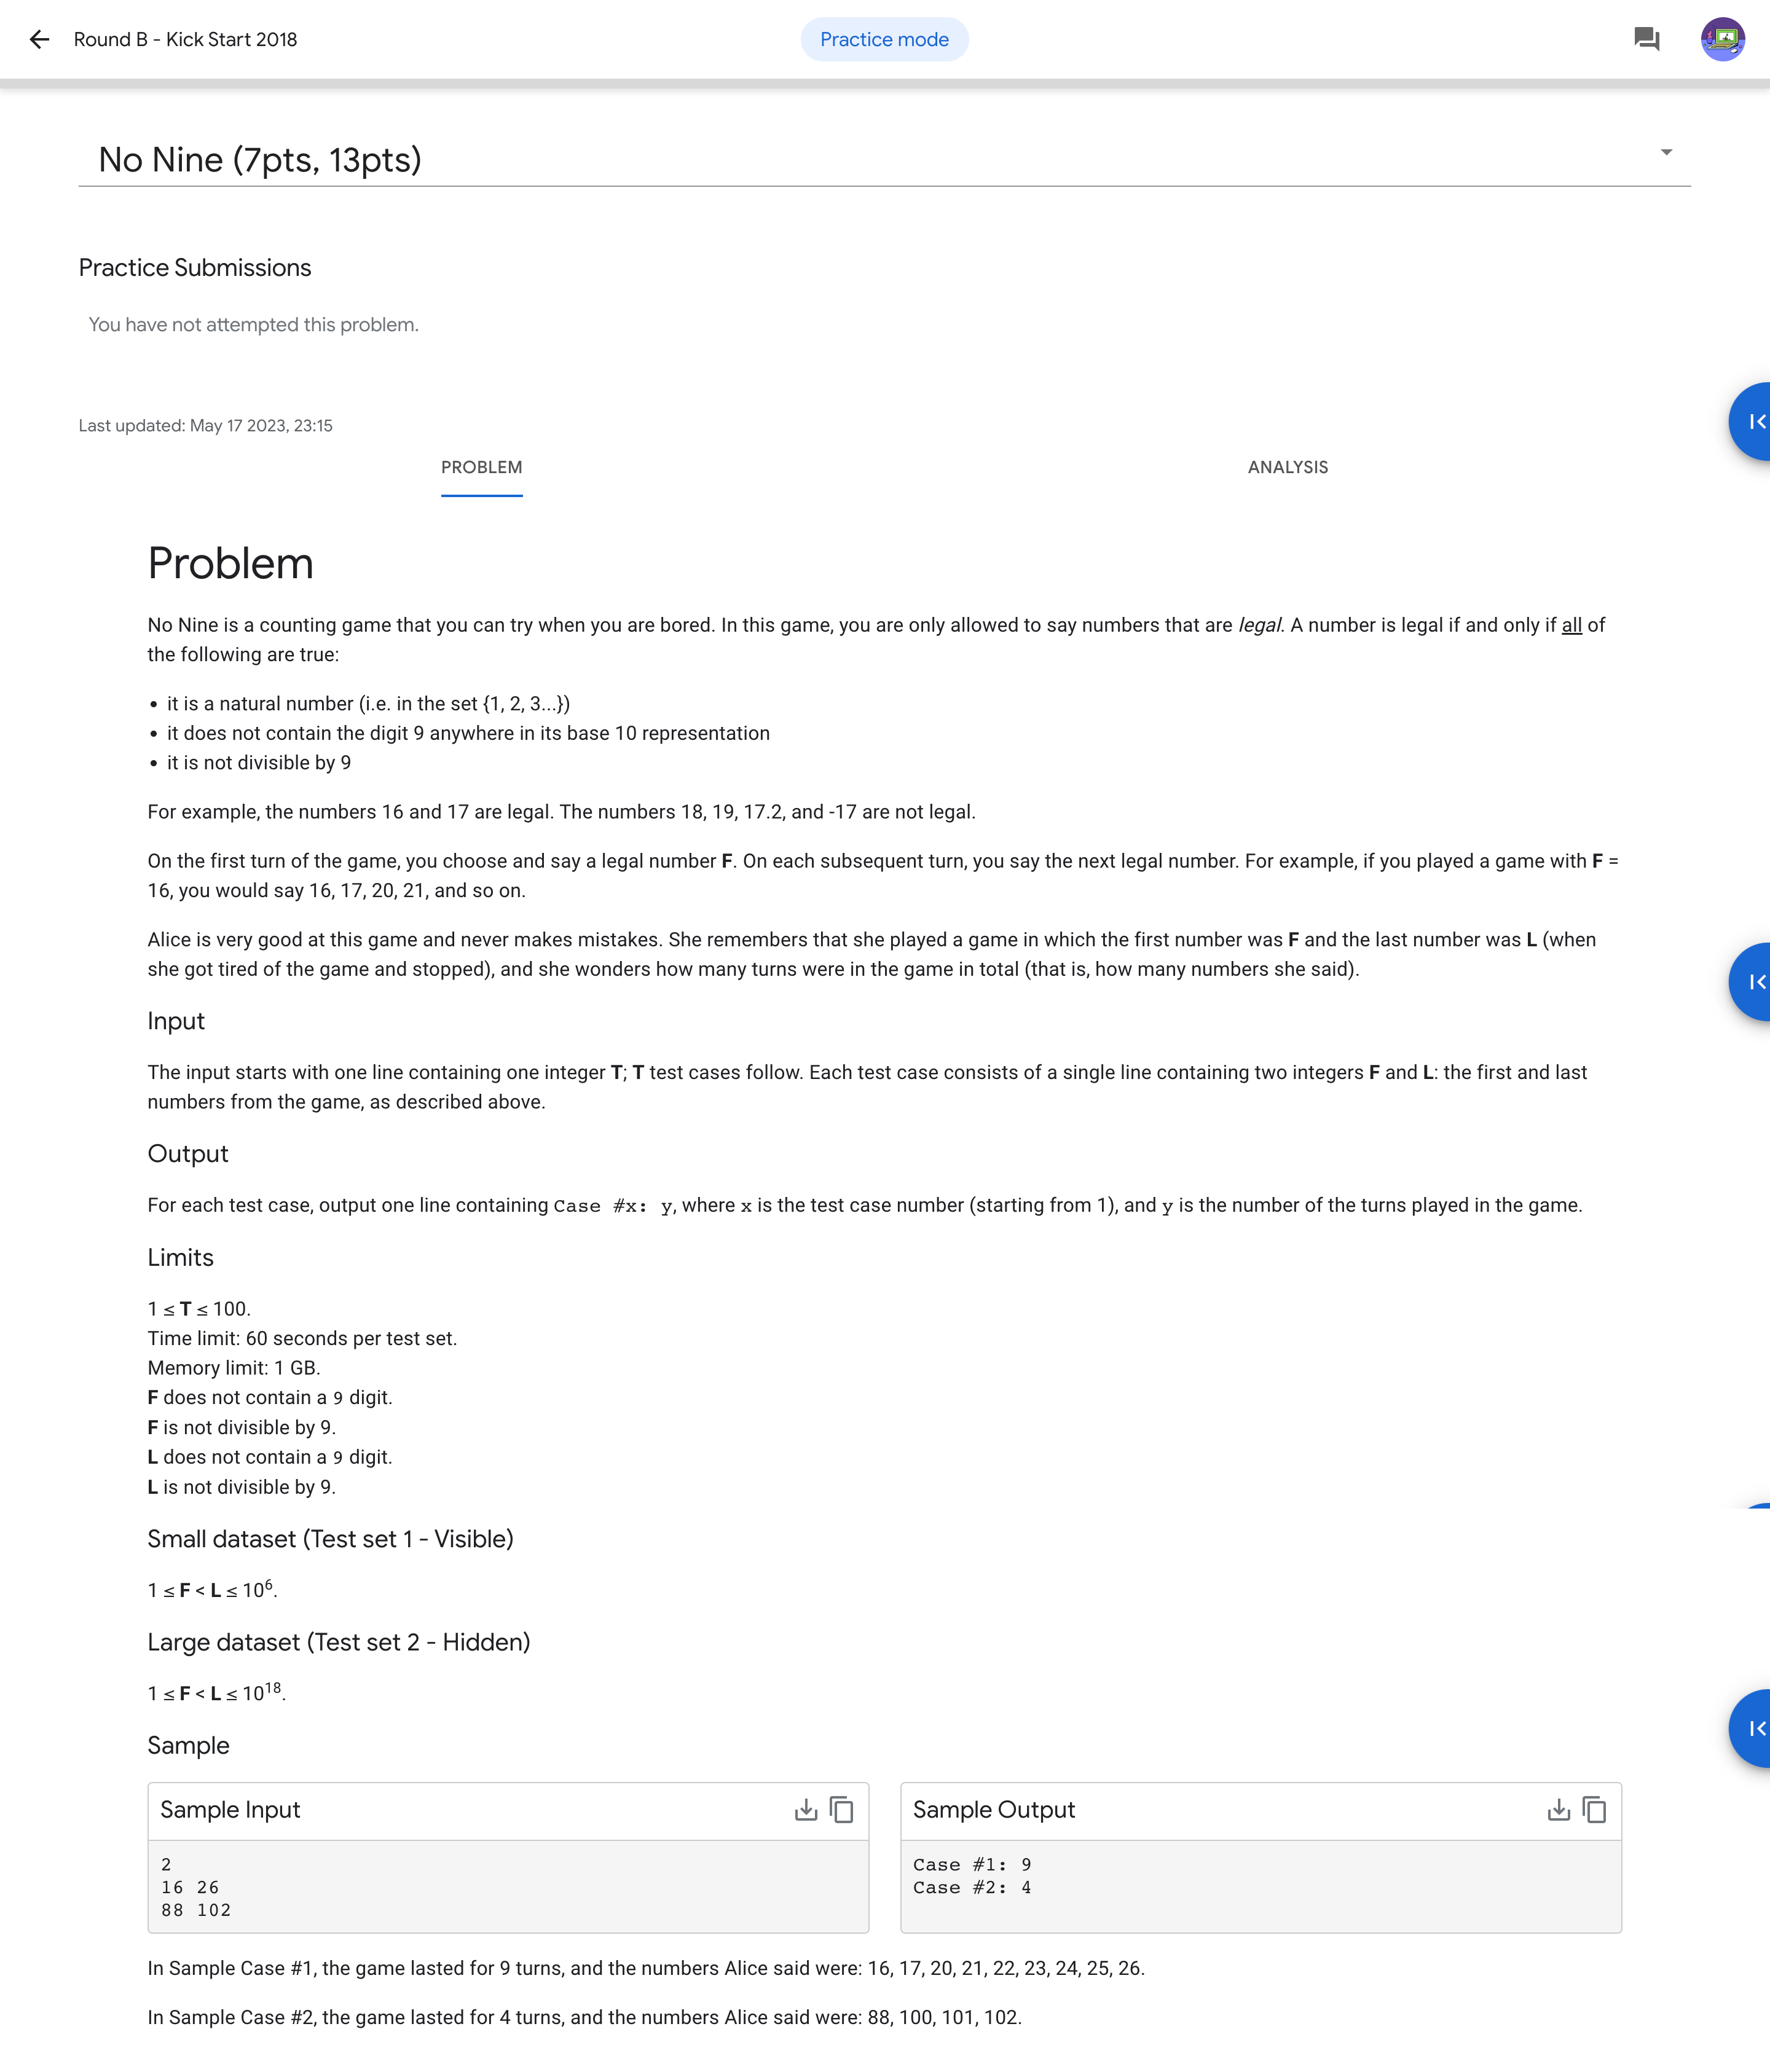 Round B - Kick Start 2018
Practice mode
No Nine (7pts, 13pts)
Practice Submissions
You have not attempted this problem.
Last updated: May 17 2023, 23:15
PROBLEM
ANALYSIS
Problem
No Nine is a counting game that you can try when you are bored. In this game, you are only allowed to say numbers that are legal. A number is legal if and only if all of
the following are true:
• it is a natural number (i.e. in the set {1, 2, 3...})
• it does not contain the digit 9 anywhere in its base 10 representation
• it is not divisible by 9
For example, the numbers 16 and 17 are legal. The numbers 18, 19, 17.2, and -17 are not legal.
On the first turn of the game, you choose and say a legal number F. On each subsequent turn, you say the next legal number. For example, if you played a game with F =
16, you would say 16, 17, 20, 21, and so on.
Alice is very good at this game and never makes mistakes. She remembers that she played a game in which the first number was F and the last number was L (when
she got tired of the game and stopped), and she wonders how many turns were in the game in total (that is, how many numbers she said).
Input
The input starts with one line containing one integer T; T test cases follow. Each test case consists of a single line containing two integers F and L: the first and last
numbers from the game, as described above.
Output
For each test case, output one line containing Case #x: y, where x is the test case number (starting from 1), and y is the number of the turns played in the game.
Limits
1 ≤ T ≤ 100.
Time limit: 60 seconds per test set.
Memory limit: 1 GB.
F does not contain a 9 digit.
F is not divisible by 9.
L does not contain a 9 digit.
L is not divisible by 9.
Small dataset (Test set 1 - Visible)
1 ≤ F < L ≤ 10⁶.
Large dataset (Test set 2 - Hidden)
1 ≤ F < L ≤ 10¹⁸.
Sample
Sample Input
2
16 26
88 102
Sample Output
Case #1: 9
Case #2: 4
In Sample Case #1, the game lasted for 9 turns, and the numbers Alice said were: 16, 17, 20, 21, 22, 23, 24, 25, 26.
In Sample Case #2, the game lasted for 4 turns, and the numbers Alice said were: 88, 100, 101, 102.